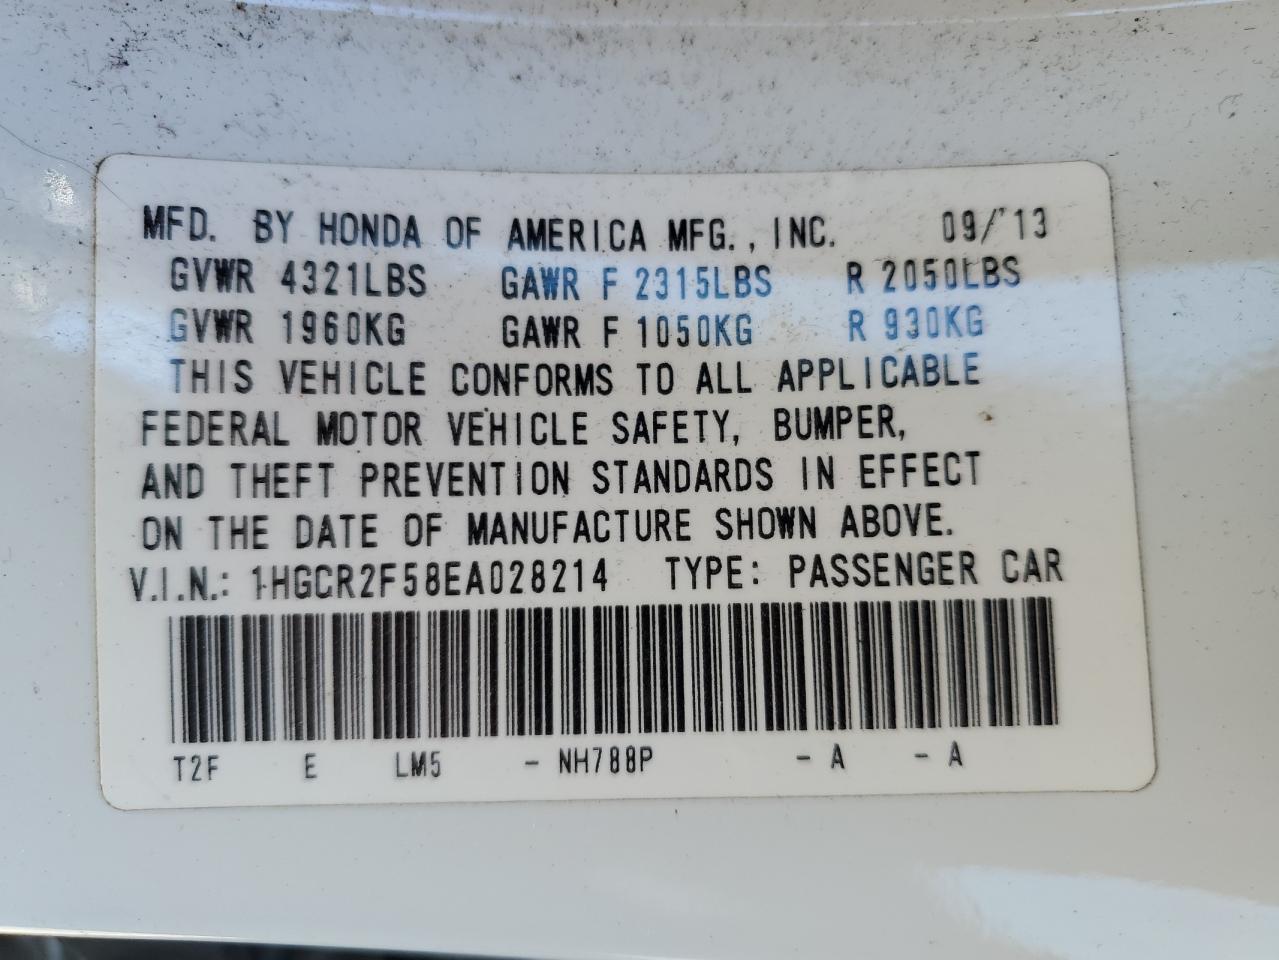 MFD. BY HONDA OF AMERICA MFG., INC. 09/'13
GVWR 4321LBS GAWR F 2315LBS R 2050LBS
GVWR 1960KG GAWR F 1050KG R 930KG
THIS VEHICLE CONFORMS TO ALL APPLICABLE
FEDERAL MOTOR VEHICLE SAFETY, BUMPER,
AND THEFT PREVENTION STANDARDS IN EFFECT
ON THE DATE OF MANUFACTURE SHOWN ABOVE.
V.I.N.: 1HGCR2F58EA028214 TYPE: PASSENGER CAR
T2F E LM5 - NH788P - A - A